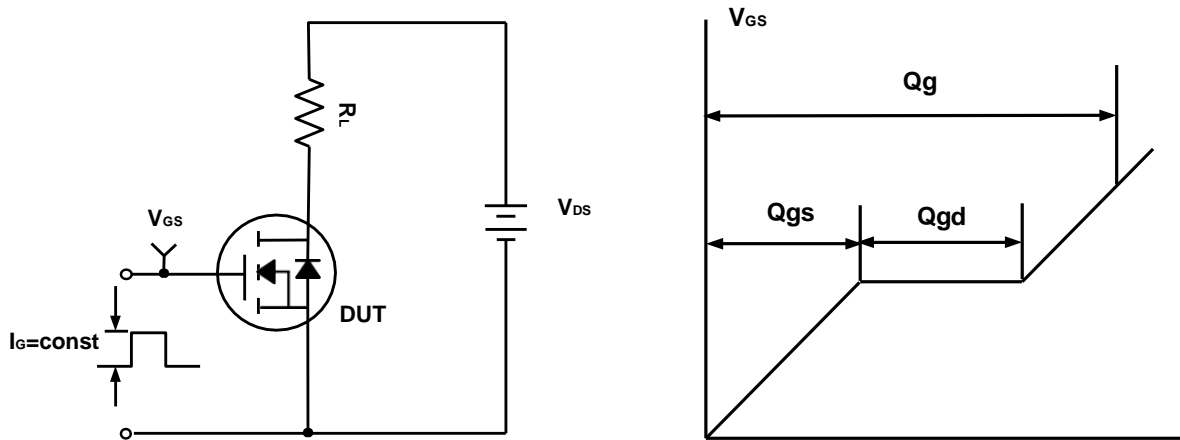 RL
VDS
VGS
DUT
IG=const
VGS
Qg
Qgs
Qgd